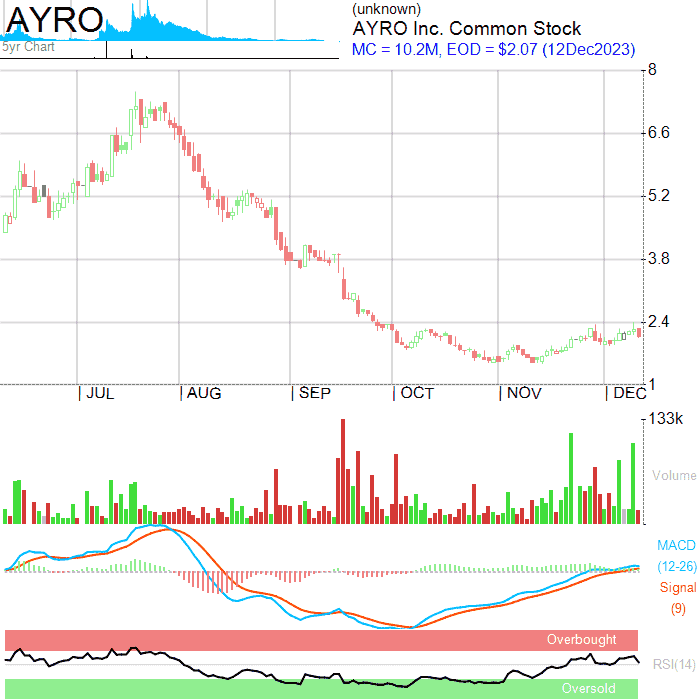 AYRO
5yr Chart
(unknown)
AYRO Inc. Common Stock
MC = 10.2M, EOD = $2.07 (12Dec2023)
8
6.6
5.2
3.8
2.4
1
JUL AUG SEP OCT NOV DEC
133k
Volume
MACD
(12-26)
Signal
(9)
Overbought
RSI(14)
Oversold